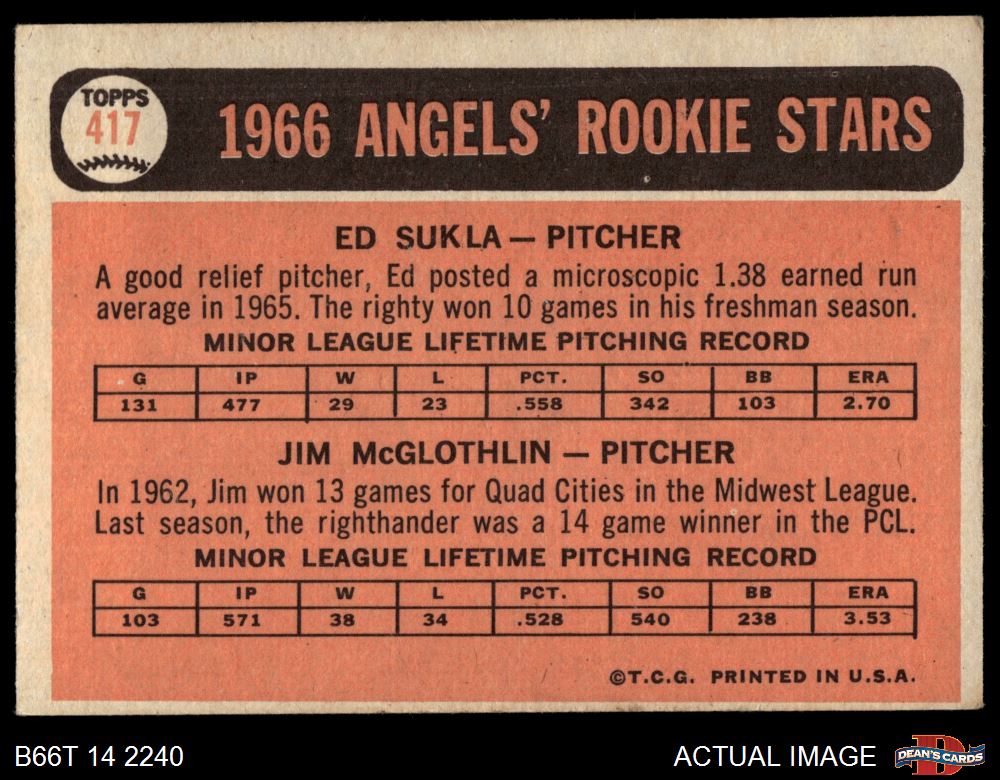 TOPPS
417
1966 ANGELS' ROOKIE STARS
ED SUKLA — PITCHER
A good relief pitcher, Ed posted a microscopic 1.38 earned run
average in 1965. The righty won 10 games in his freshman season.
MINOR LEAGUE LIFETIME PITCHING RECORD
G IP W L PCT. SO BB ERA
131 477 29 23 .558 342 103 2.70
JIM McGLOTHLIN — PITCHER
In 1962, Jim won 13 games for Quad Cities in the Midwest League.
Last season, the righthander was a 14 game winner in the PCL.
MINOR LEAGUE LIFETIME PITCHING RECORD
G IP W L PCT. SO BB ERA
103 571 38 34 .528 540 238 3.53
©T.C.G. PRINTED IN U.S.A.
B66T 14 2240
ACTUAL IMAGE
D
DEAN'S CARDS